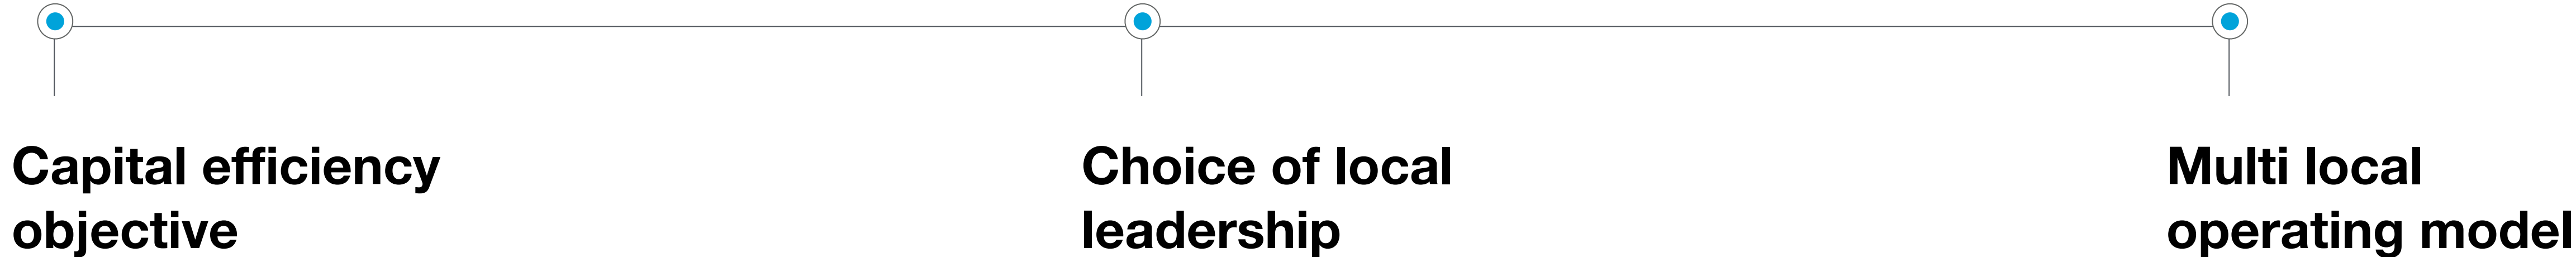 Capital efficiency
objective
Choice of local
leadership
Multi local
operating model